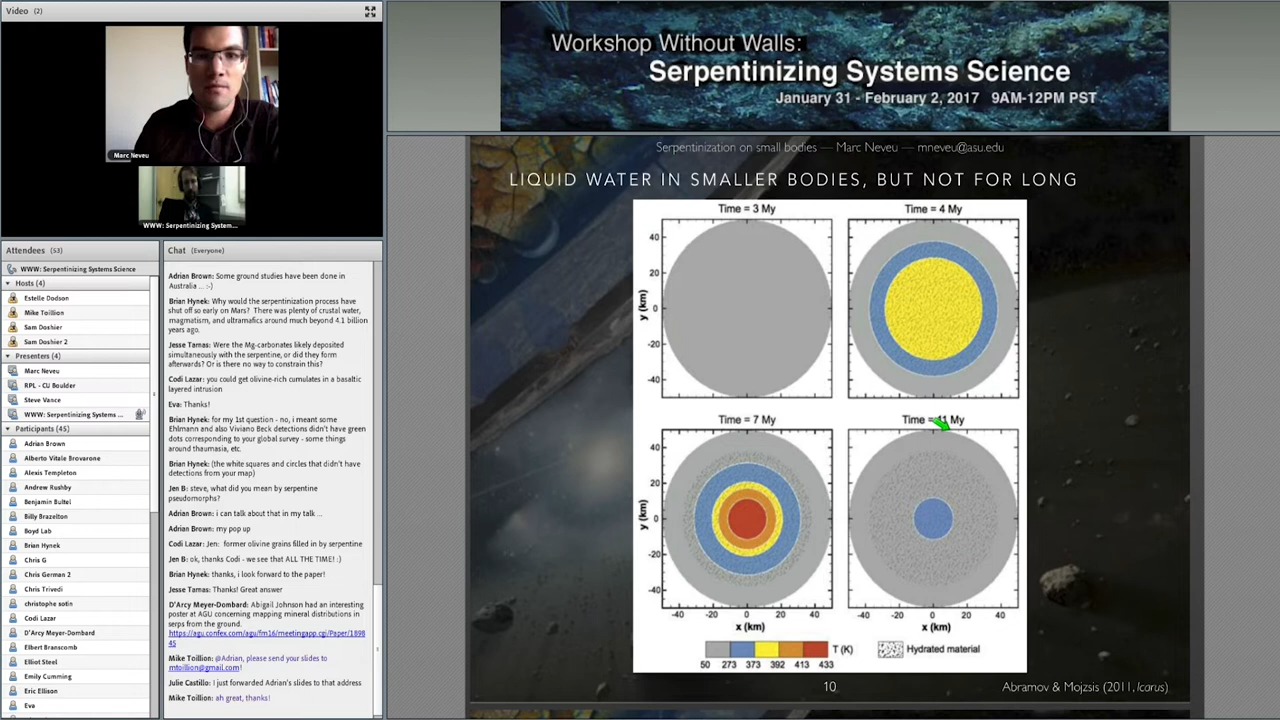 Video (2)
Marc Neveu
WWW: Serpentinizing System...
Attendees (53)
WWW: Serpentinizing Systems Science
Hosts (4)
Estelle Dodson
Mike Toillion
Sam Doshier
Sam Doshier 2
Presenters (4)
Marc Neveu
RPL - CU Boulder
Steve Vance
WWW: Serpentinizing Systems ...
Participants (45)
Adrian Brown
Alberto Vitale Brovarone
Alexis Templeton
Andrew Rushby
Benjamin Bultel
Billy Brazelton
Boyd Lab
Brian Hynek
Chris G
Chris German 2
Chris Trivedi
christophe sotin
Codi Lazar
D'Arcy Meyer-Dombard
Elbert Branscomb
Elliot Steel
Emily Cumming
Eric Ellison
Eva
Chat (Everyone)
Adrian Brown: Some ground studies have been done in
Australia ... :-)
Brian Hynek: Why would the serpentinization process have
shut off so early on Mars? There was plenty of crustal water,
magmatism, and ultramafics around much beyond 4.1 billion
years ago.
Jesse Tarnas: Were the Mg-carbonates likely deposited
simultaneously with the serpentine, or did they form
afterwards? Or is there no way to constrain this?
Codi Lazar: you could get olivine-rich cumulates in a basaltic
layered intrusion
Eva: Thanks!
Brian Hynek: for my 1st question - no, i meant some
Ehlmann and also Viviano Beck detections didn't have green
dots corresponding to your global survey - some things
around thaumasia, etc.
Brian Hynek: (the white squares and circles that didn't have
detections from your map)
Jen B: steve, what did you mean by serpentine
pseudomorphs?
Adrian Brown: i can talk about that in my talk ...
Adrian Brown: my pop up
Codi Lazar: Jen: former olivine grains filled in by serpentine
Jen B: ok, thanks Codi - we see that ALL THE TIME! :)
Brian Hynek: thanks, i look forward to the paper!
Jesse Tarnas: Thanks! Great answer
D'Arcy Meyer-Dombard: Abigail Johnson had an interesting
poster at AGU concerning mapping mineral distributions in
serps from the ground.
https://agu.confex.com/agu/fm16/meetingapp.cgi/Paper/1898
45
Mike Toillion: @Adrian, please send your slides to
mtoillion@gmail.com!
Julie Castillo: I just forwarded Adrian's slides to that address
Mike Toillion: ah great, thanks!
Workshop Without Walls:
Serpentinizing Systems Science
January 31 - February 2, 2017 9AM-12PM PST
Serpentinization on small bodies — Marc Neveu — mneveu@asu.edu
LIQUID WATER IN SMALLER BODIES, BUT NOT FOR LONG
Time = 3 My
Time = 4 My
40
20
0
-20
-40
y (km)
Time = 7 My
Time = 11 My
40
20
0
-20
-40
y (km)
-40 -20 0 20 40
-40 -20 0 20 40
x (km)
x (km)
T (K)
50 273 373 392 413 433
Hydrated material
10
Abramov & Mojzsis (2011, Icarus)